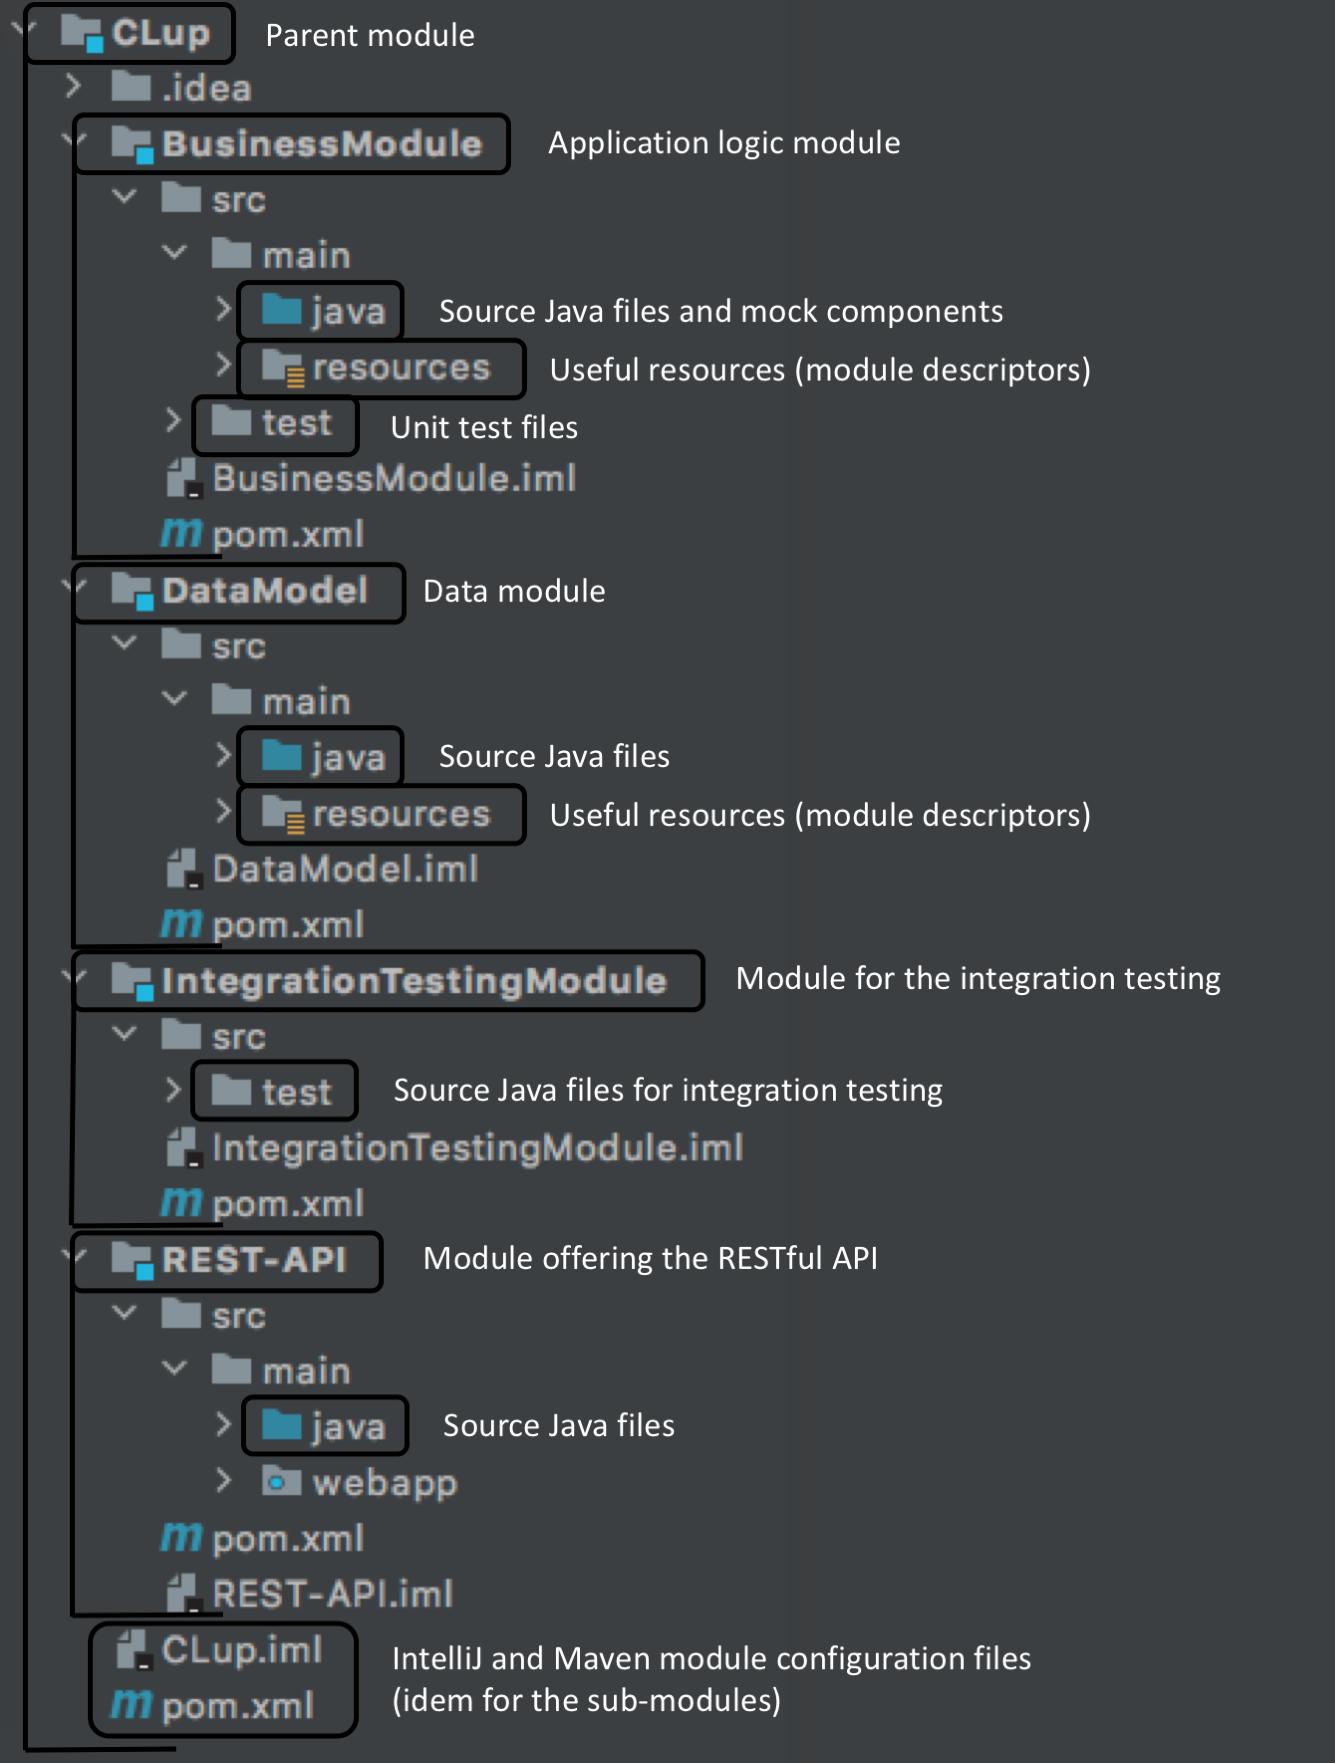 CLup Parent module
.idea
BusinessModule Application logic module
src
main
java Source Java files and mock components
resources Useful resources (module descriptors)
test Unit test files
BusinessModule.iml
m pom.xml
DataModel Data module
src
main
java Source Java files
resources Useful resources (module descriptors)
DataModel.iml
m pom.xml
IntegrationTestingModule Module for the integration testing
src
test Source Java files for integration testing
IntegrationTestingModule.iml
m pom.xml
REST-API Module offering the RESTful API
src
main
java Source Java files
webapp
m pom.xml
REST-API.iml
CLup.iml IntelliJ and Maven module configuration files
m pom.xml (idem for the sub-modules)